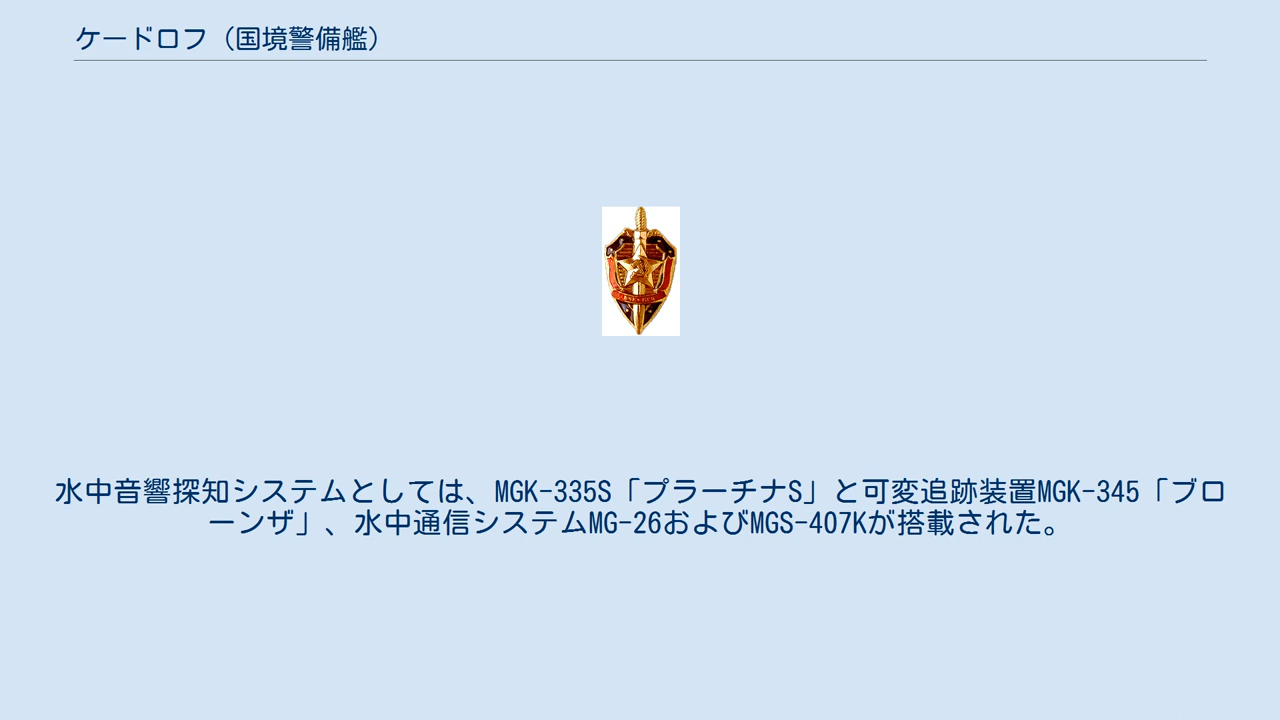 ケードロフ（国境警備艦）
水中音響探知システムとしては、MGK-335S「プラーチナS」と可変追跡装置MGK-345「ブロ
ーンザ」、水中通信システムMG-26およびMGS-407Kが搭載された。